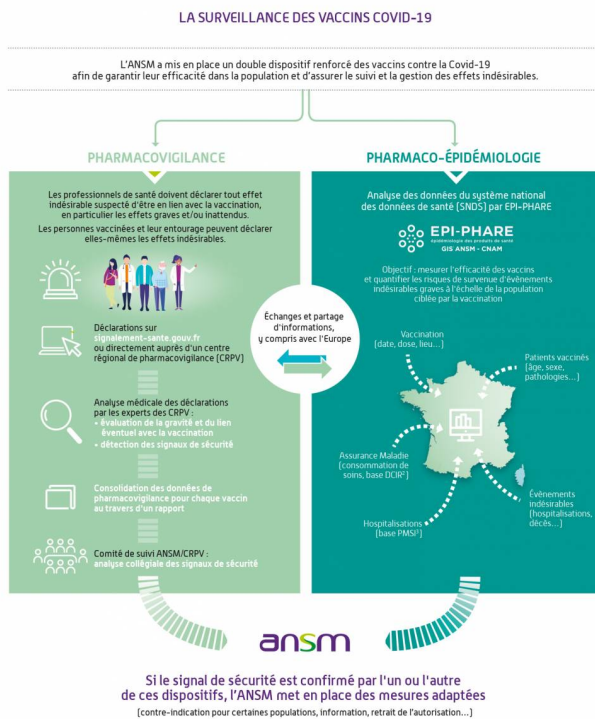 LA SURVEILLANCE DES VACCINS COVID-19
L'ANSM a mis en place un double dispositif renforcé des vaccins contre la Covid-19
afin de garantir leur efficacité dans la population et d'assurer le suivi et la gestion des effets indésirables.
PHARMACOVIGILANCE
Les professionnels de santé doivent déclarer tout effet
indésirable suspecté d'être en lien avec la vaccination,
en particulier les effets graves et/ou inattendus.
Les personnes vaccinées et leur entourage peuvent déclarer
elles-mêmes les effets indésirables.
Déclarations sur
signalement-sante.gouv.fr
ou directement auprès d'un centre
régional de pharmacovigilance (CRPV)
Analyse médicale des déclarations
par les experts des CRPV :
• évaluation de la gravité et du lien
éventuel avec la vaccination
• détection des signaux de sécurité
Consolidation des données de
pharmacovigilance pour chaque vaccin
au travers d'un rapport
Comité de suivi ANSM/CRPV :
analyse collégiale des signaux de sécurité
Échanges et partage
d'informations,
y compris avec l'Europe
PHARMACO-ÉPIDÉMIOLOGIE
Analyse des données du système national
des données de santé (SNDS) par EPI-PHARE
EPI-PHARE
épidémiologie des produits de santé
GIS ANSM - CNAM
Objectif : mesurer l'efficacité des vaccins
et quantifier les risques de survenue d'évènements
indésirables graves à l'échelle de la population
ciblée par la vaccination
Vaccination
(date, dose, lieu...)
Patients vaccinés
(âge, sexe,
pathologies...)
Assurance Maladie
(consommation de
soins, base DCIR²)
Évènements
indésirables
(hospitalisations,
décès...)
Hospitalisations
(base PMSI³)
ansm
Si le signal de sécurité est confirmé par l'un ou l'autre
de ces dispositifs, l'ANSM met en place des mesures adaptées
(contre-indication pour certaines populations, information, retrait de l'autorisation...)